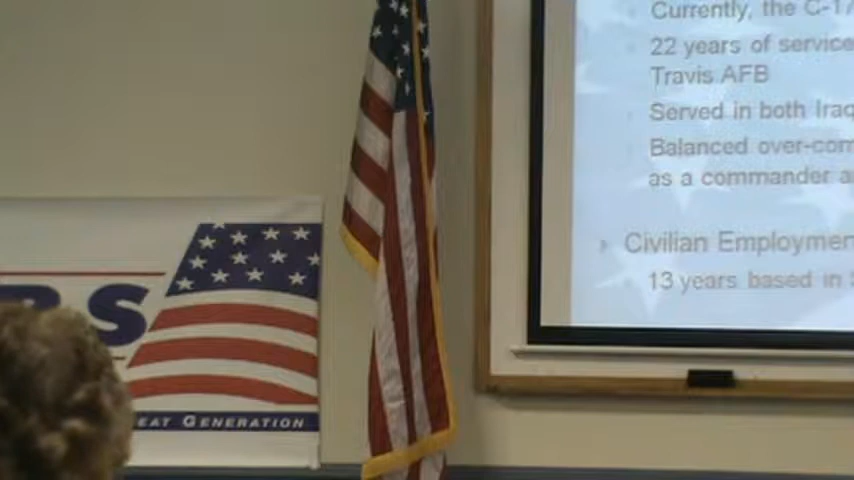 Currently, the C-17
22 years of service
Travis AFB
Served in both Iraq
Balanced over-com
as a commander a
Civilian Employmen
13 years based in
S
EAT GENERATION